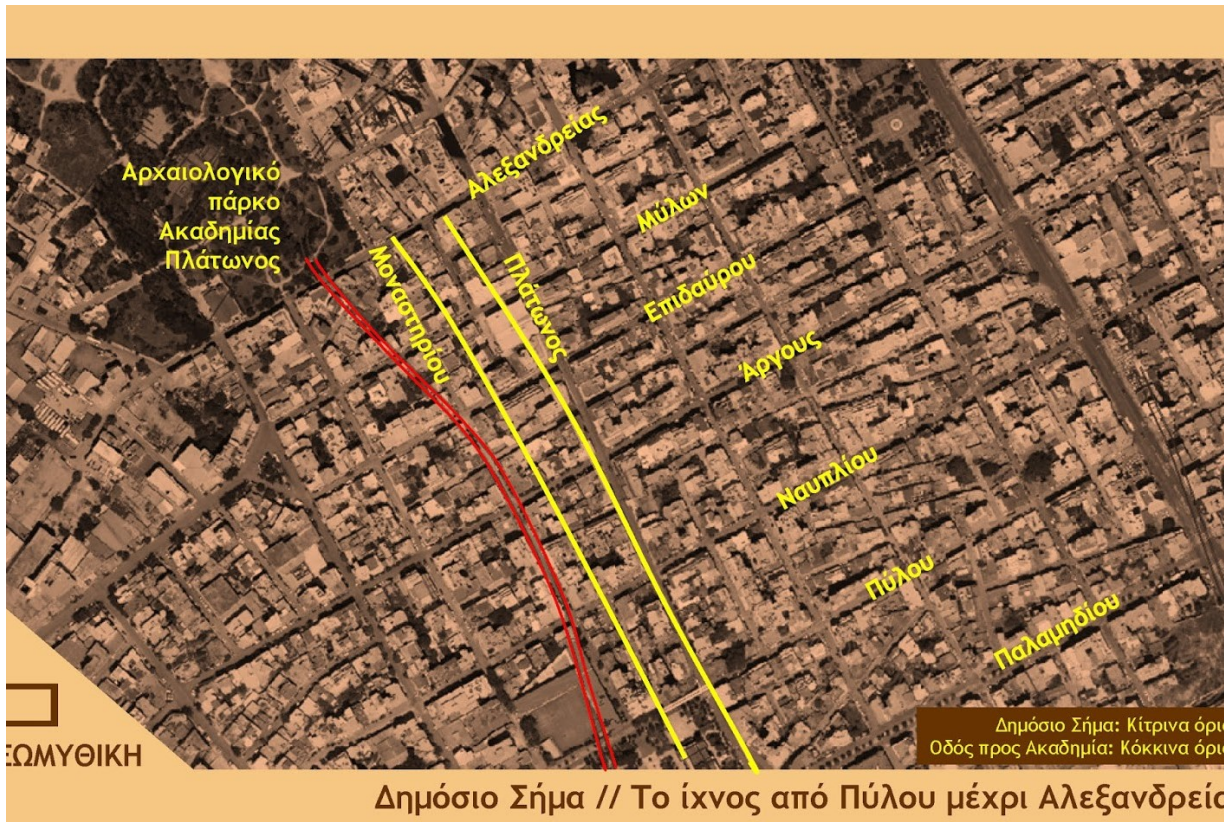 Αλεξανδρείας
Αρχαιολογικό
πάρκο
Ακαδημίας
Πλάτωνος
Μύλων
Μοναστηρίου
Πλάτωνος
Επιδαύρου
Άργους
Ναυπλίου
Πύλου
Παλαμηδίου
Δημόσιο Σήμα: Κίτρινα όρι
Οδός προς Ακαδημία: Κόκκινα όρι
ΕΩΜΥΘΙΚΗ
Δημόσιο Σήμα // Το ίχνος από Πύλου μέχρι Αλεξανδρεία